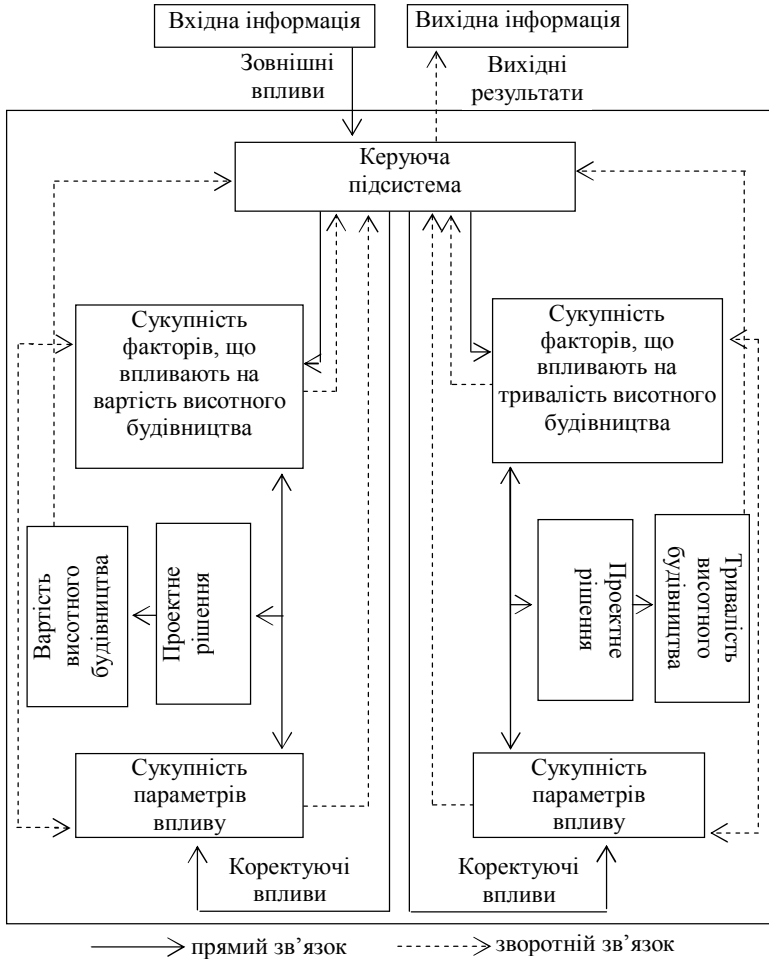 Вхідна інформація
Вихідна інформація
Зовнішні
впливи
Вихідні
результати
Керуюча
підсистема
Сукупність
факторів, що
впливають на
вартість висотного
будівництва
Сукупність
факторів, що
впливають на
тривалість висотного
будівництва
Вартість
висотного
будівництва
Проектне
рішення
Проектне
рішення
Тривалість
висотного
будівництва
Сукупність
параметрів
впливу
Сукупність
параметрів
впливу
Коректуючі
впливи
Коректуючі
впливи
прямий зв’язок
зворотній зв’язок